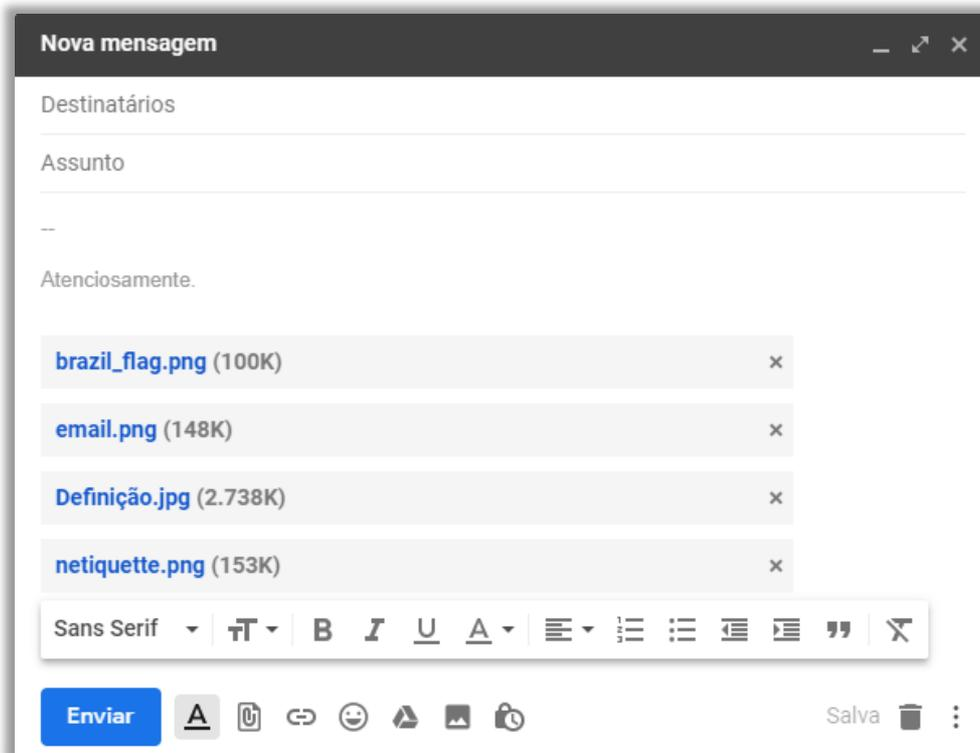 Nova mensagem
Destinatários
Assunto
--
Atenciosamente.
brazil_flag.png (100K)
email.png (148K)
Definição.jpg (2.738K)
netiquette.png (153K)
Sans Serif
Enviar
Salva